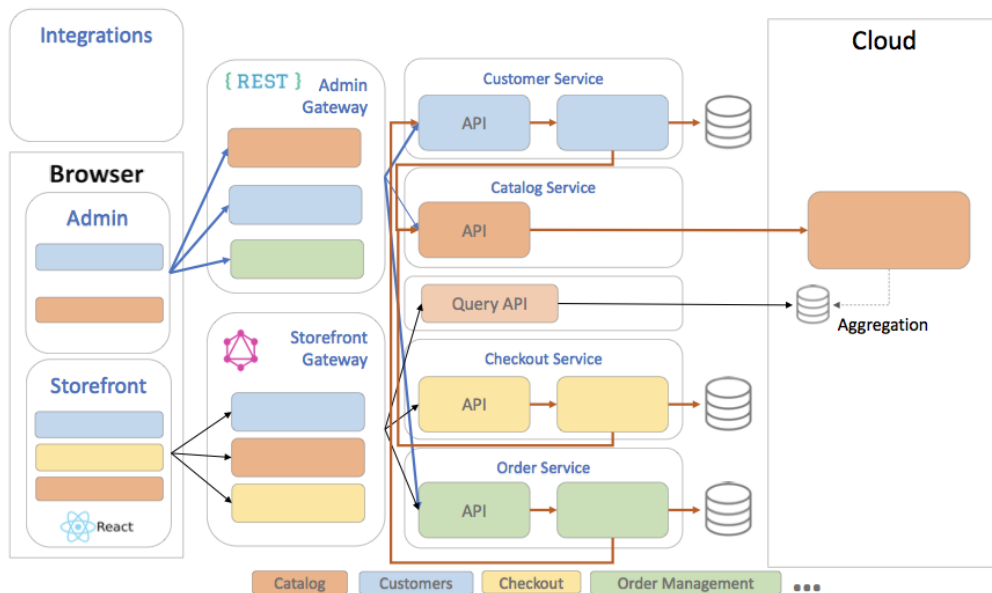 Integrations
Browser
Admin
Storefront
React
{ REST }
Admin
Gateway
Storefront
Gateway
Customer Service
API
Catalog Service
API
Query API
Checkout Service
API
Order Service
API
Cloud
Aggregation
Catalog
Customers
Checkout
Order Management
•••